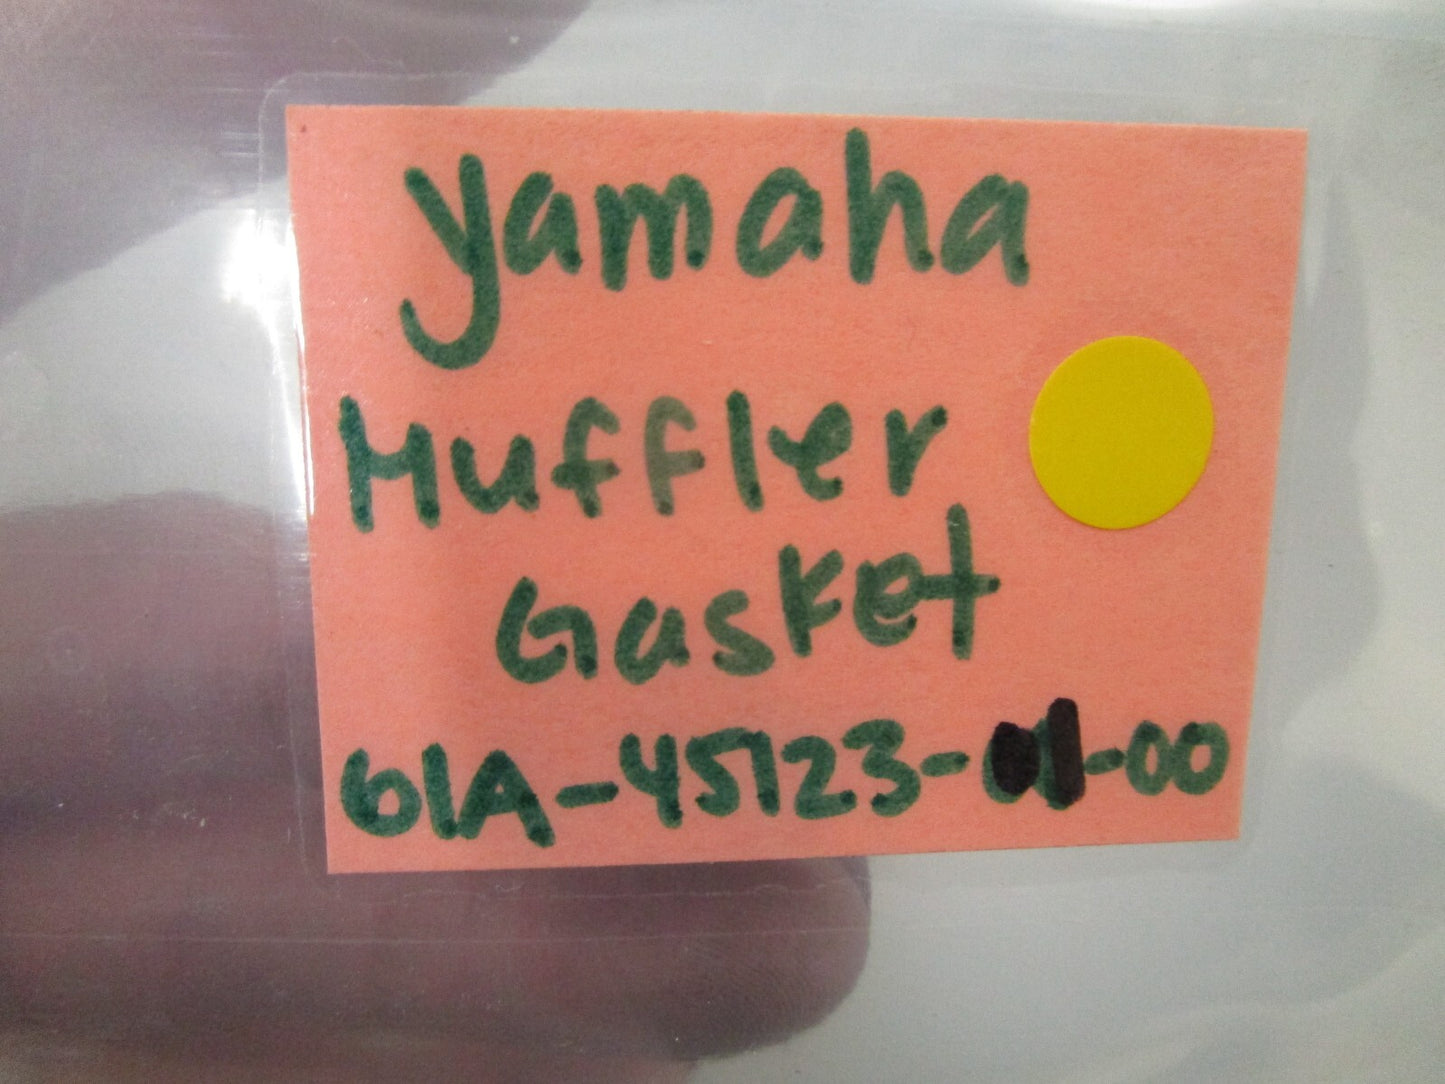 Yamaha
Muffler
Gasket
61A-45123-01-00